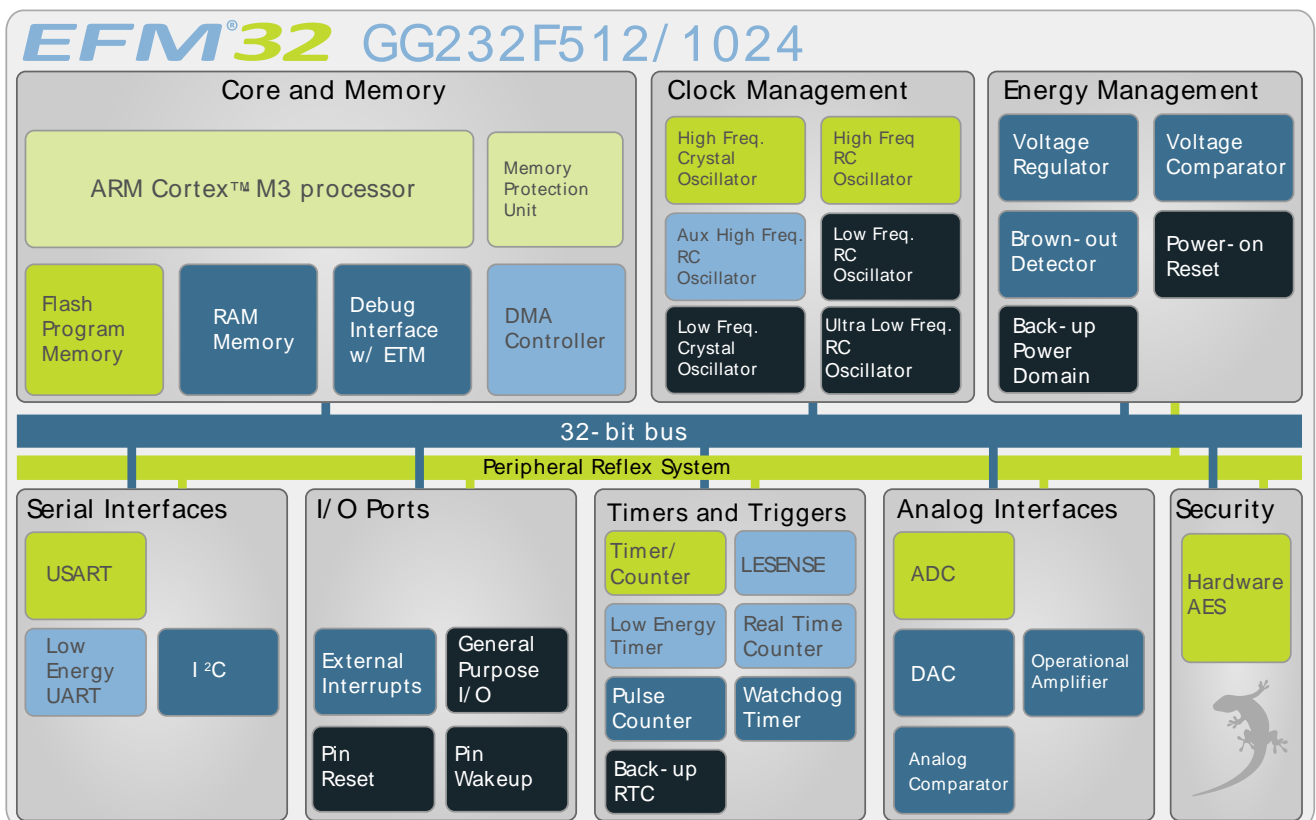 EFM®32 GG232F512/1024
Core and Memory
ARM Cortex™ M3 processor
Memory
Protection
Unit
Flash
Program
Memory
RAM
Memory
Debug
Interface
w/ ETM
DMA
Controller
Clock Management
High Freq.
Crystal
Oscillator
High Freq
RC
Oscillator
Aux High Freq.
RC
Oscillator
Low Freq.
RC
Oscillator
Low Freq.
Crystal
Oscillator
Ultra Low Freq.
RC
Oscillator
Energy Management
Voltage
Regulator
Voltage
Comparator
Brown-out
Detector
Power-on
Reset
Back-up
Power
Domain
32-bit bus
Peripheral Reflex System
Serial Interfaces
USART
Low
Energy
UART
I²C
I/O Ports
External
Interrupts
General
Purpose
I/O
Pin
Reset
Pin
Wakeup
Timers and Triggers
Timer/
Counter
LESENSE
Low Energy
Timer
Real Time
Counter
Pulse
Counter
Watchdog
Timer
Back-up
RTC
Analog Interfaces
ADC
DAC
Operational
Amplifier
Analog
Comparator
Security
Hardware
AES